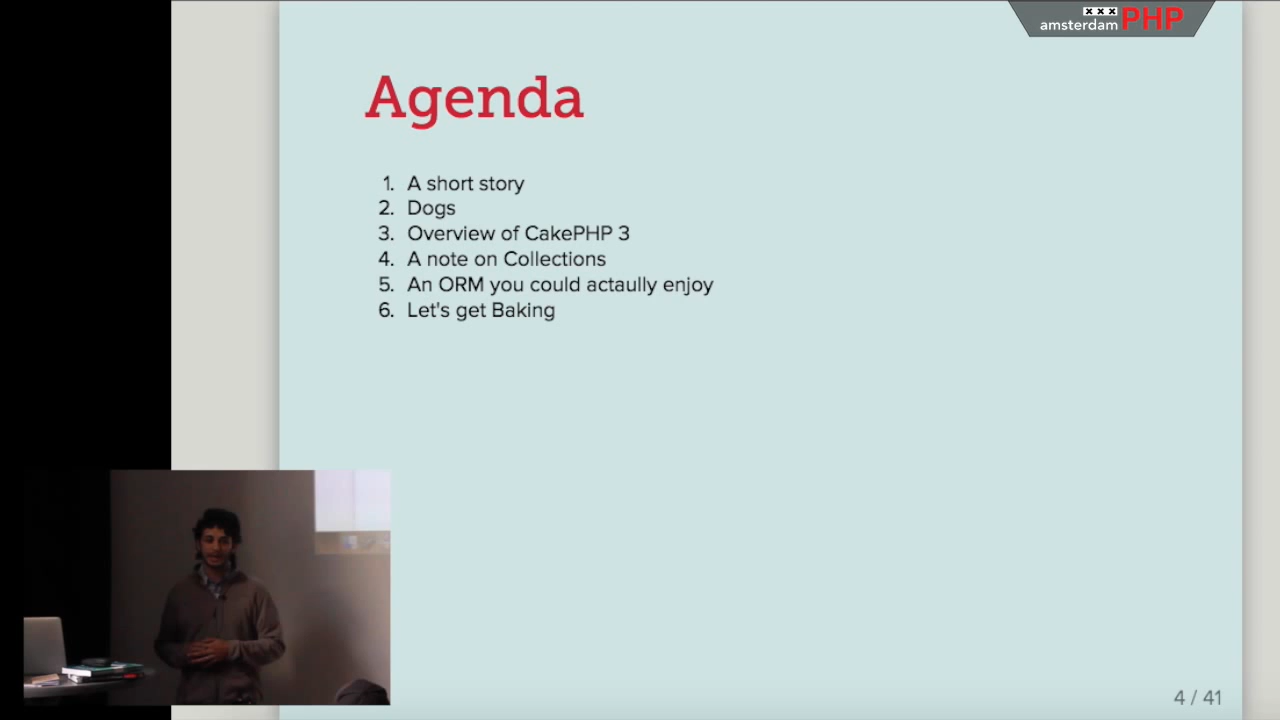 xxx
amsterdamPHP
Agenda
1. A short story
2. Dogs
3. Overview of CakePHP 3
4. A note on Collections
5. An ORM you could actaully enjoy
6. Let's get Baking
4 / 41